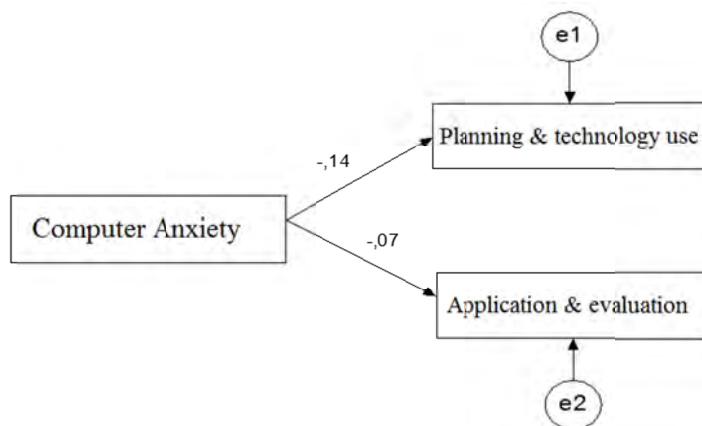 e1
Planning & technology use
-,14
Computer Anxiety
-,07
Application & evaluation
e2